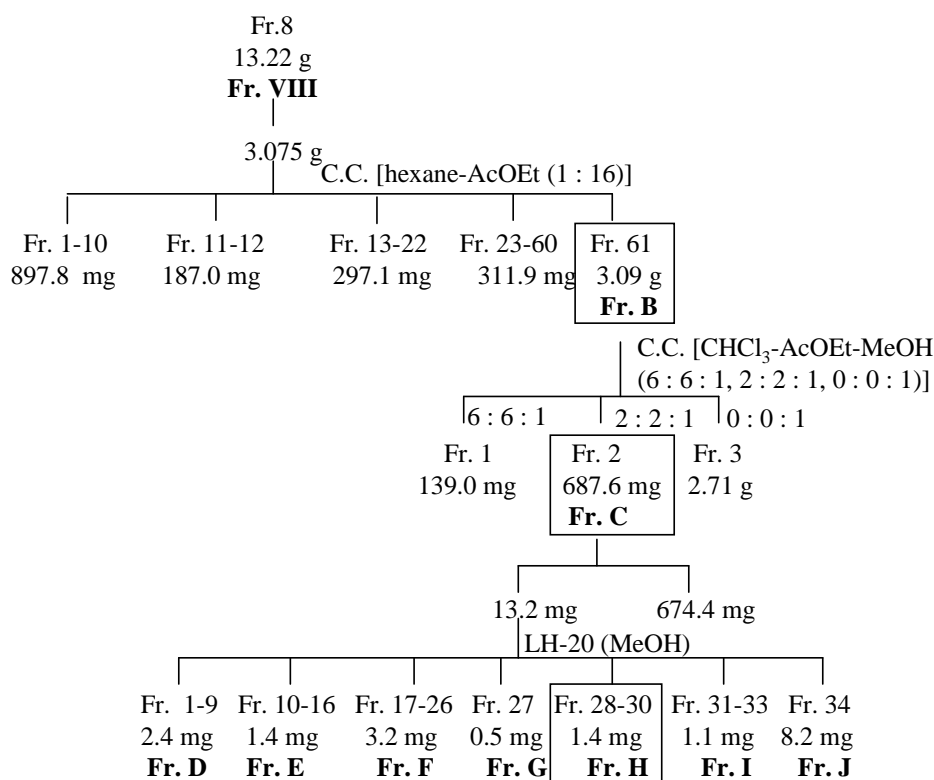 Fr.8
13.22 g
Fr. VIII
3.075 g
C.C. [hexane-AcOEt (1 : 16)]
Fr. 1-10 Fr. 11-12 Fr. 13-22 Fr. 23-60 Fr. 61
897.8 mg 187.0 mg 297.1 mg 311.9 mg 3.09 g
Fr. B
C.C. [CHCl₃-AcOEt-MeOH
(6 : 6 : 1, 2 : 2 : 1, 0 : 0 : 1)]
6 : 6 : 1 2 : 2 : 1 0 : 0 : 1
Fr. 1 Fr. 2 Fr. 3
139.0 mg 687.6 mg 2.71 g
Fr. C
13.2 mg 674.4 mg
LH-20 (MeOH)
Fr. 1-9 Fr. 10-16 Fr. 17-26 Fr. 27 Fr. 28-30 Fr. 31-33 Fr. 34
2.4 mg 1.4 mg 3.2 mg 0.5 mg 1.4 mg 1.1 mg 8.2 mg
Fr. D Fr. E Fr. F Fr. G Fr. H Fr. I Fr. J